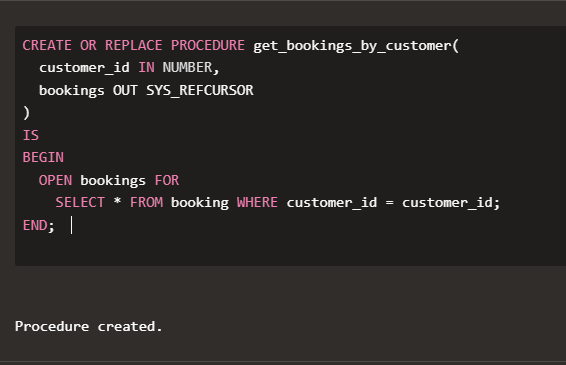 CREATE OR REPLACE PROCEDURE get_bookings_by_customer(
  customer_id IN NUMBER,
  bookings OUT SYS_REFCURSOR
)
IS
BEGIN
  OPEN bookings FOR
    SELECT * FROM booking WHERE customer_id = customer_id;
END;
Procedure created.